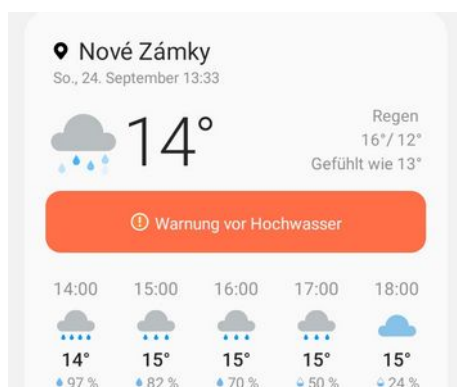 Nové Zámky
So., 24. September 13:33
14°
Regen
16°/ 12°
Gefühlt wie 13°
Warnung vor Hochwasser
14:00 15:00 16:00 17:00 18:00
14° 15° 15° 15° 15°
97 % 82 % 70 % 50 % 24 %